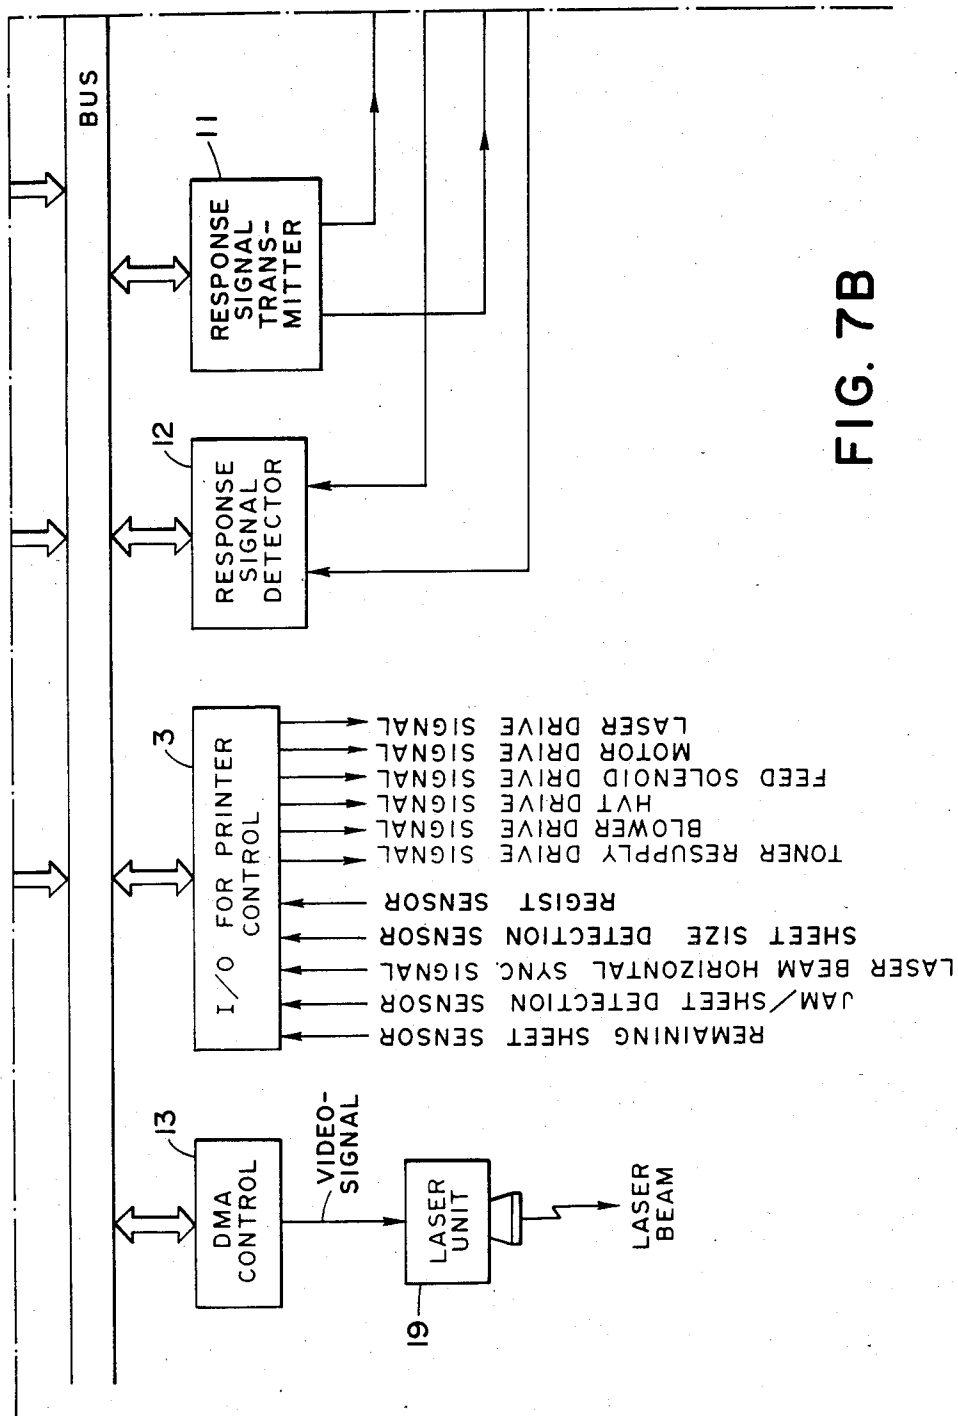 BUS
13
DMA
CONTROL
VIDEO-
SIGNAL
LASER
UNIT
19
LASER
BEAM
3
I/O FOR PRINTER
CONTROL
REMAINING SHEET SENSOR
JAM/SHEET DETECTION SENSOR
LASER BEAM HORIZONTAL SYNC. SIGNAL
SHEET SIZE DETECTION SENSOR
REGIST SENSOR
TONER RESUPPLY DRIVE SIGNAL
BLOWER DRIVE SIGNAL
HVT DRIVE SIGNAL
FEED SOLENOID DRIVE SIGNAL
MOTOR DRIVE SIGNAL
LASER DRIVE SIGNAL
12
RESPONSE
SIGNAL
DETECTOR
11
RESPONSE
SIGNAL
TRANS-
MITTER
FIG. 7B